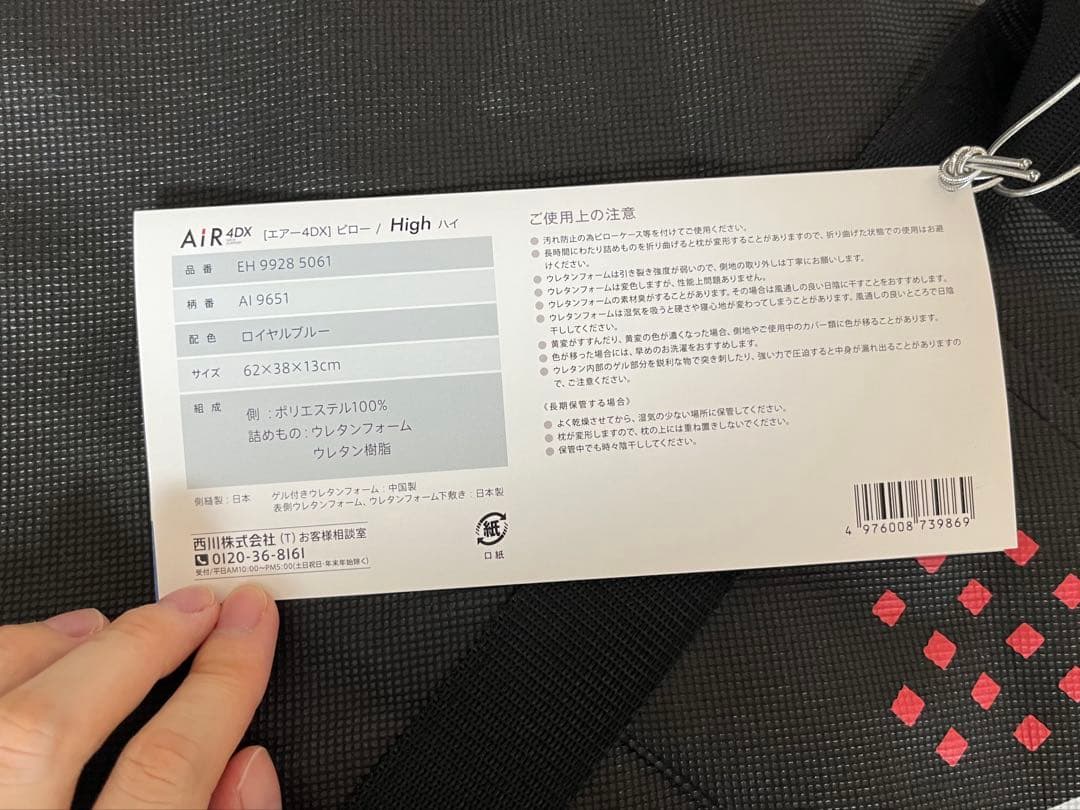 AiR 4DX [エアー4DX] ピロー / High ハイ
品番 EH 9928 5061
柄番 AI 9651
配色 ロイヤルブルー
サイズ 62×38×13cm
組成 側：ポリエステル100%
詰めもの：ウレタンフォーム
ウレタン樹脂
側縫製：日本 ゲル付きウレタンフォーム：中国製
表側ウレタンフォーム、ウレタンフォーム下敷き：日本製
西川株式会社 (T) お客様相談室
0120-36-8161
受付/平日AM10:00〜PM5:00(土日祝日・年末年始除く)
紙
口紙
ご使用上の注意
●汚れ防止の為ピローケース等を付けてご使用ください。
●長時間にわたり詰めものを折り曲げると枕が変形することがありますので、折り曲げた状態での使用はお避
けください。
●ウレタンフォームは引き裂き強度が弱いので、側地の取り外しは丁寧にお願いします。
●ウレタンフォームは変色しますが、性能上問題ありません。
●ウレタンフォームの素材臭がすることがあります。その場合は風通しの良い日陰に干すことをおすすめします。
●ウレタンフォームは湿気を吸うと硬さや寝心地が変わってしまうことがあります。風通しの良いところで日陰
干ししてください。
●黄変がすすんだり、黄変の色が濃くなった場合、側地やご使用中のカバー類に色が移ることがあります。
●色が移った場合には、早めのお洗濯をおすすめします。
●ウレタン内部のゲル部分を鋭利な物で突き刺したり、強い力で圧迫すると中身が漏れ出ることがありますの
で、ご注意ください。
《長期保管する場合》
●よく乾燥させてから、湿気の少ない場所に保管してください。
●枕が変形しますので、枕の上には重ね置きしないでください。
●保管中でも時々陰干ししてください。
4 976008 739869